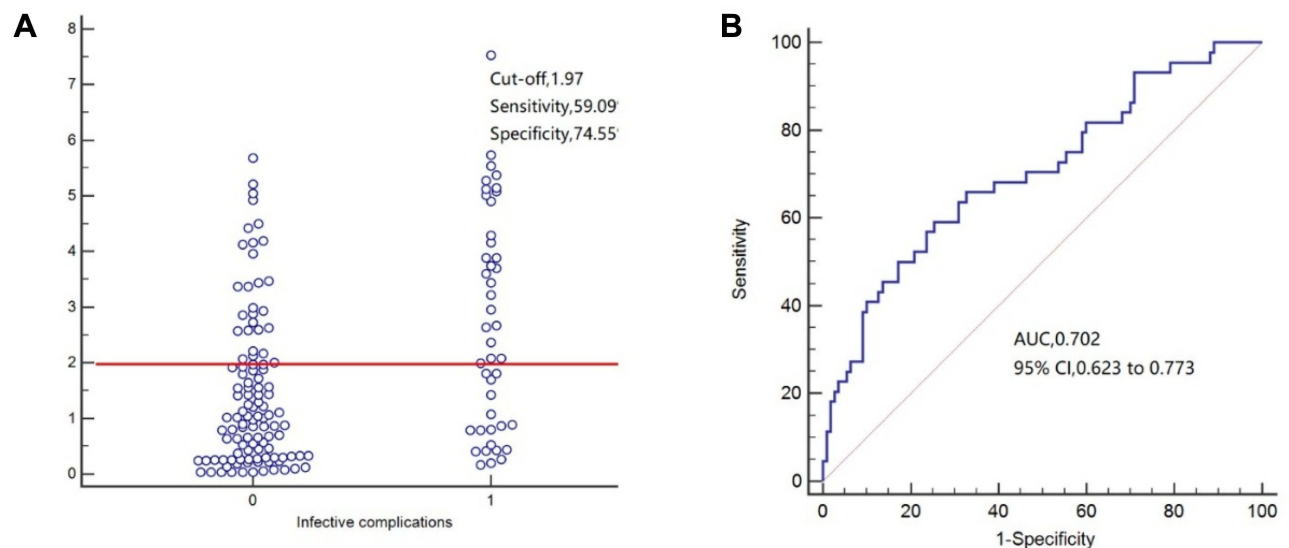 A
8
7
6
5
4
3
2
1
0
Cut-off,1.97
Sensitivity,59.09
Specificity,74.55
0 1
Infective complications
B
100
80
60
40
20
0
Sensitivity
AUC,0.702
95% CI,0.623 to 0.773
0 20 40 60 80 100
1-Specificity